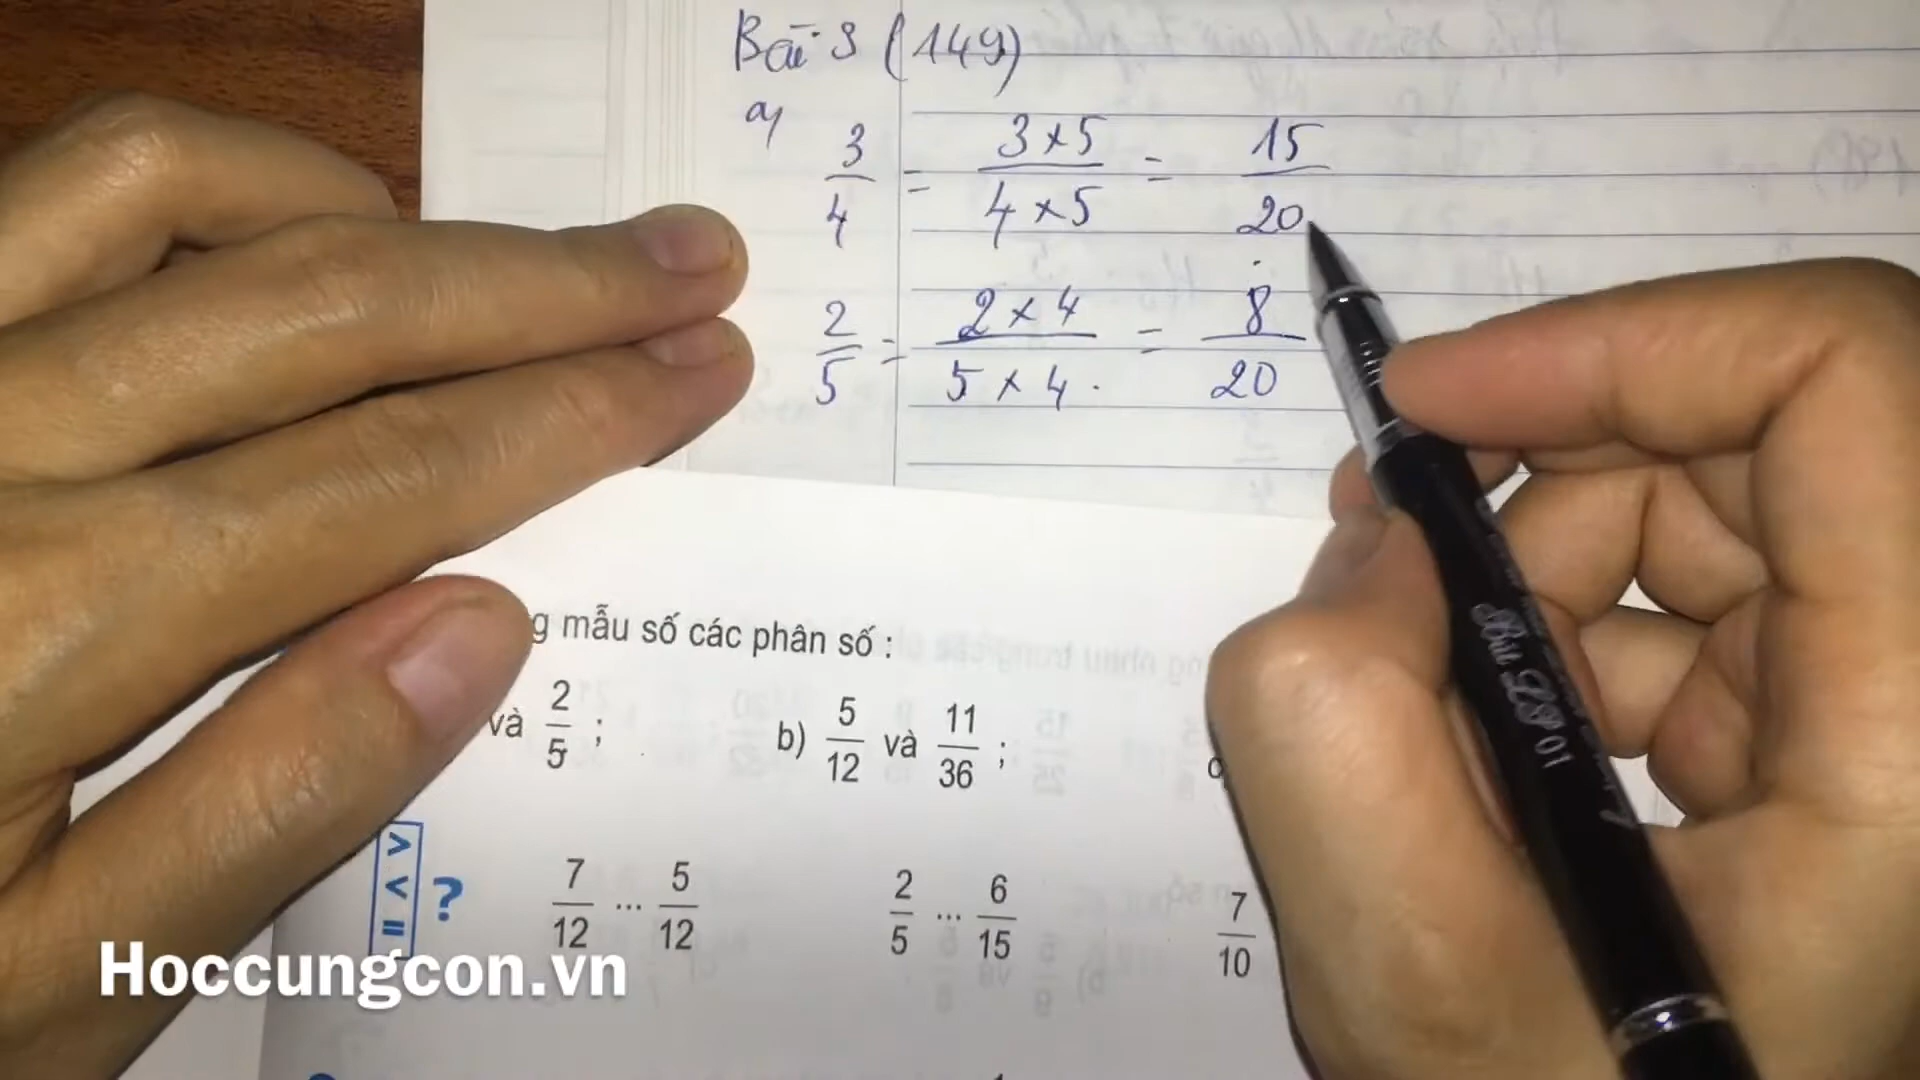 Bài 3 (149)
a) 3/4 = 3 × 5 / 4 × 5 = 15/20
2/5 = 2 × 4 / 5 × 4 = 8/20
mẫu số các phân số :
và 2/5 ; b) 5/12 và 11/36 ;
> < = ? 7/12 ... 5/12 2/5 ... 6/15 7/10
Hoccungcon.vn